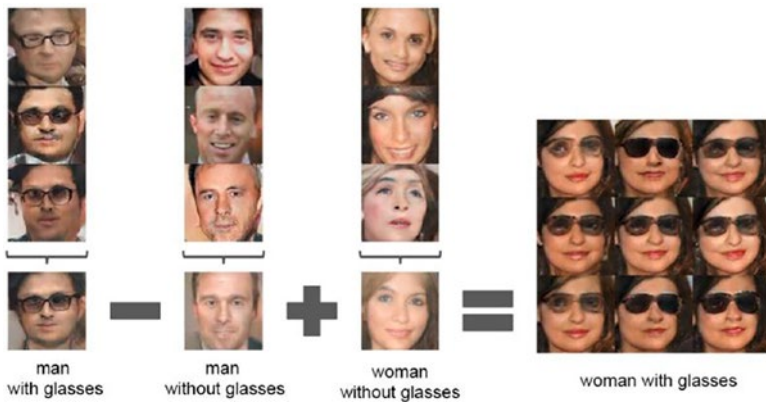 man
with glasses
man
without glasses
woman
without glasses
woman with glasses